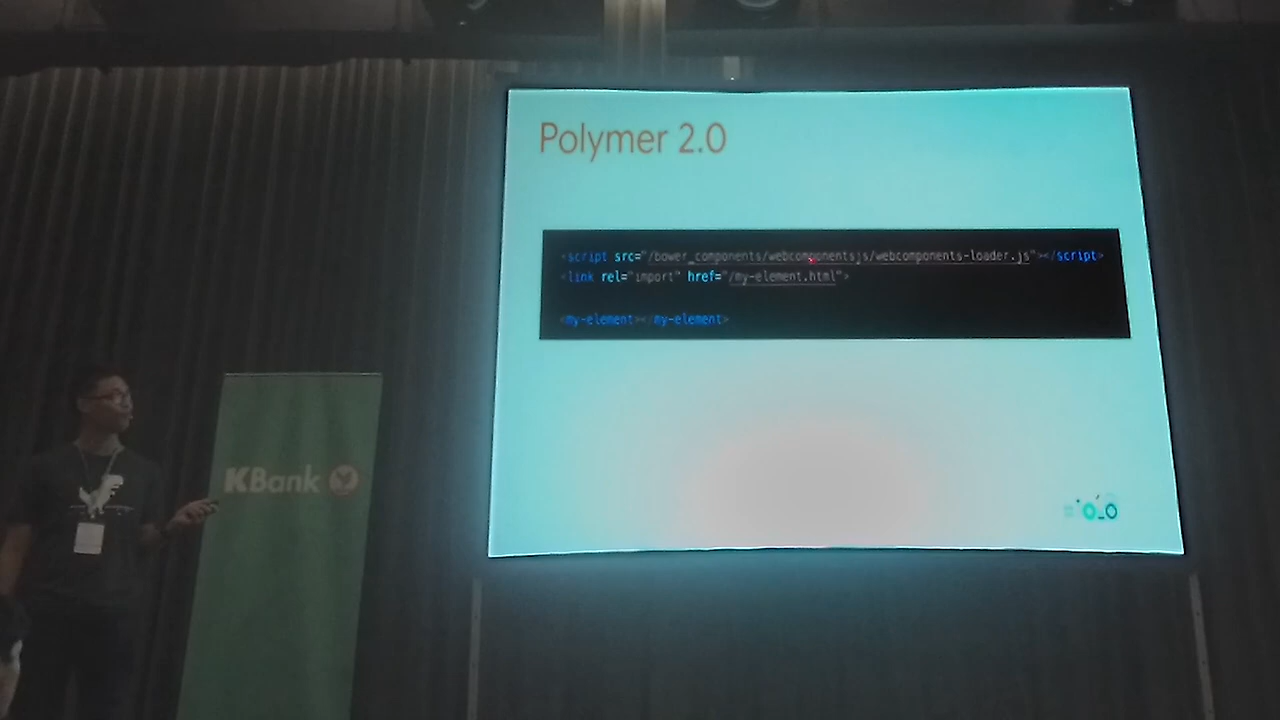 Polymer 2.0
<script src="/bower_components/webcomponentsjs/webcomponents-loader.js"></script>
<link rel="import" href="/my-element.html">
<my-element></my-element>
KBank